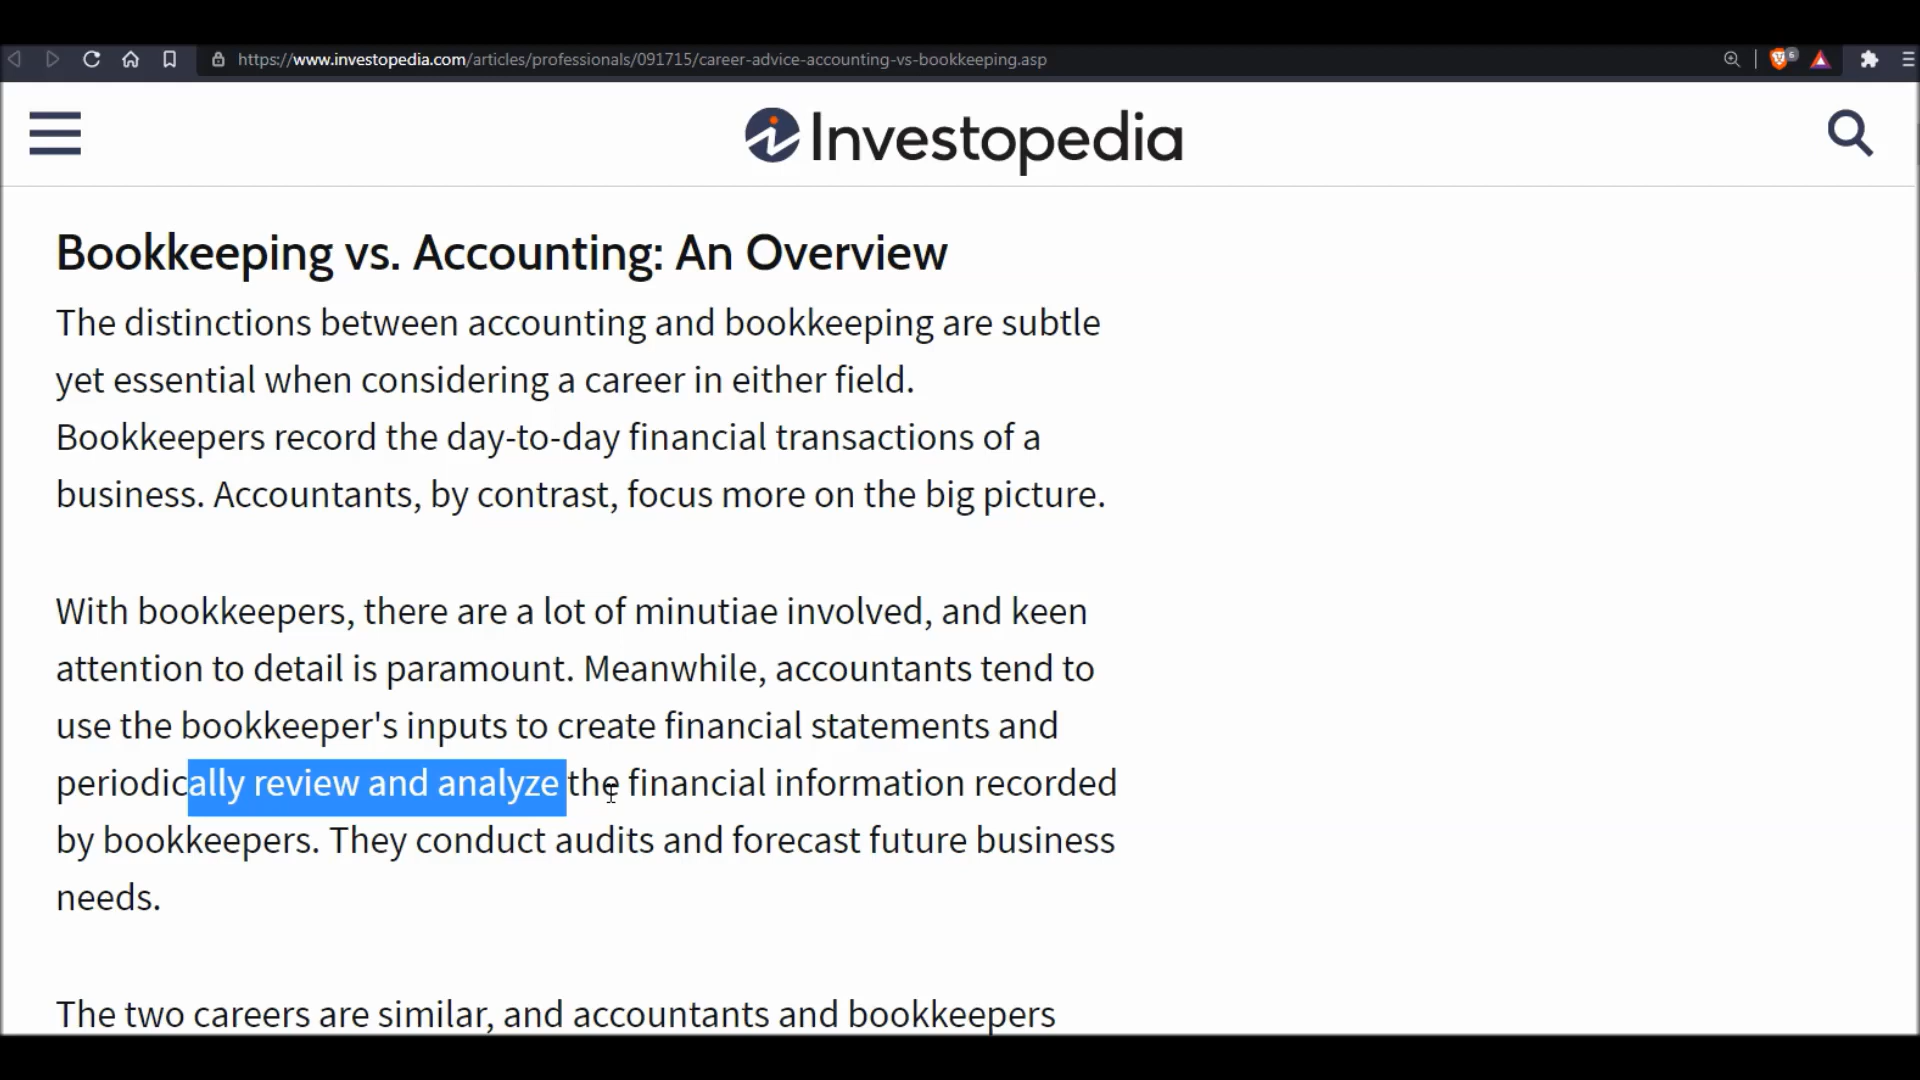 https://www.investopedia.com/articles/professionals/091715/career-advice-accounting-vs-bookkeeping.asp
6
Investopedia
Bookkeeping vs. Accounting: An Overview
The distinctions between accounting and bookkeeping are subtle
yet essential when considering a career in either field.
Bookkeepers record the day-to-day financial transactions of a
business. Accountants, by contrast, focus more on the big picture.
With bookkeepers, there are a lot of minutiae involved, and keen
attention to detail is paramount. Meanwhile, accountants tend to
use the bookkeeper's inputs to create financial statements and
periodically review and analyze the financial information recorded
by bookkeepers. They conduct audits and forecast future business
needs.
The two careers are similar, and accountants and bookkeepers